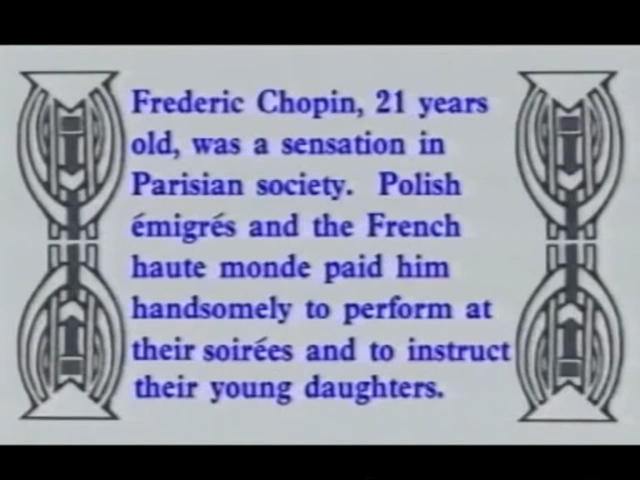 Frederic Chopin, 21 years
old, was a sensation in
Parisian society. Polish
émigrés and the French
haute monde paid him
handsomely to perform at
their soirées and to instruct
their young daughters.